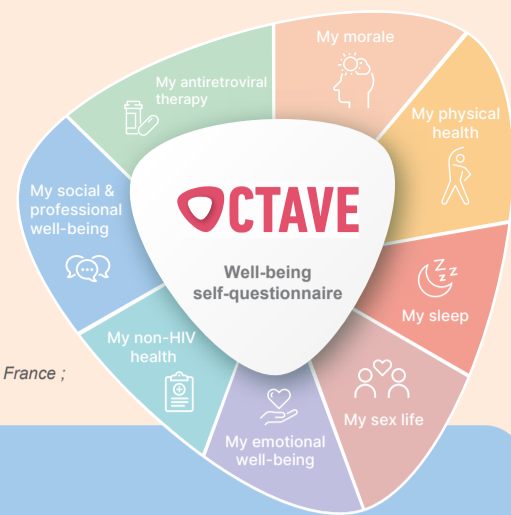 My morale
My antiretroviral
therapy
My physical
health
My social &
professional
well-being
OCTAVE
Well-being
self-questionnaire
My sleep
My non-HIV
health
France ;
My sex life
My emotional
well-being